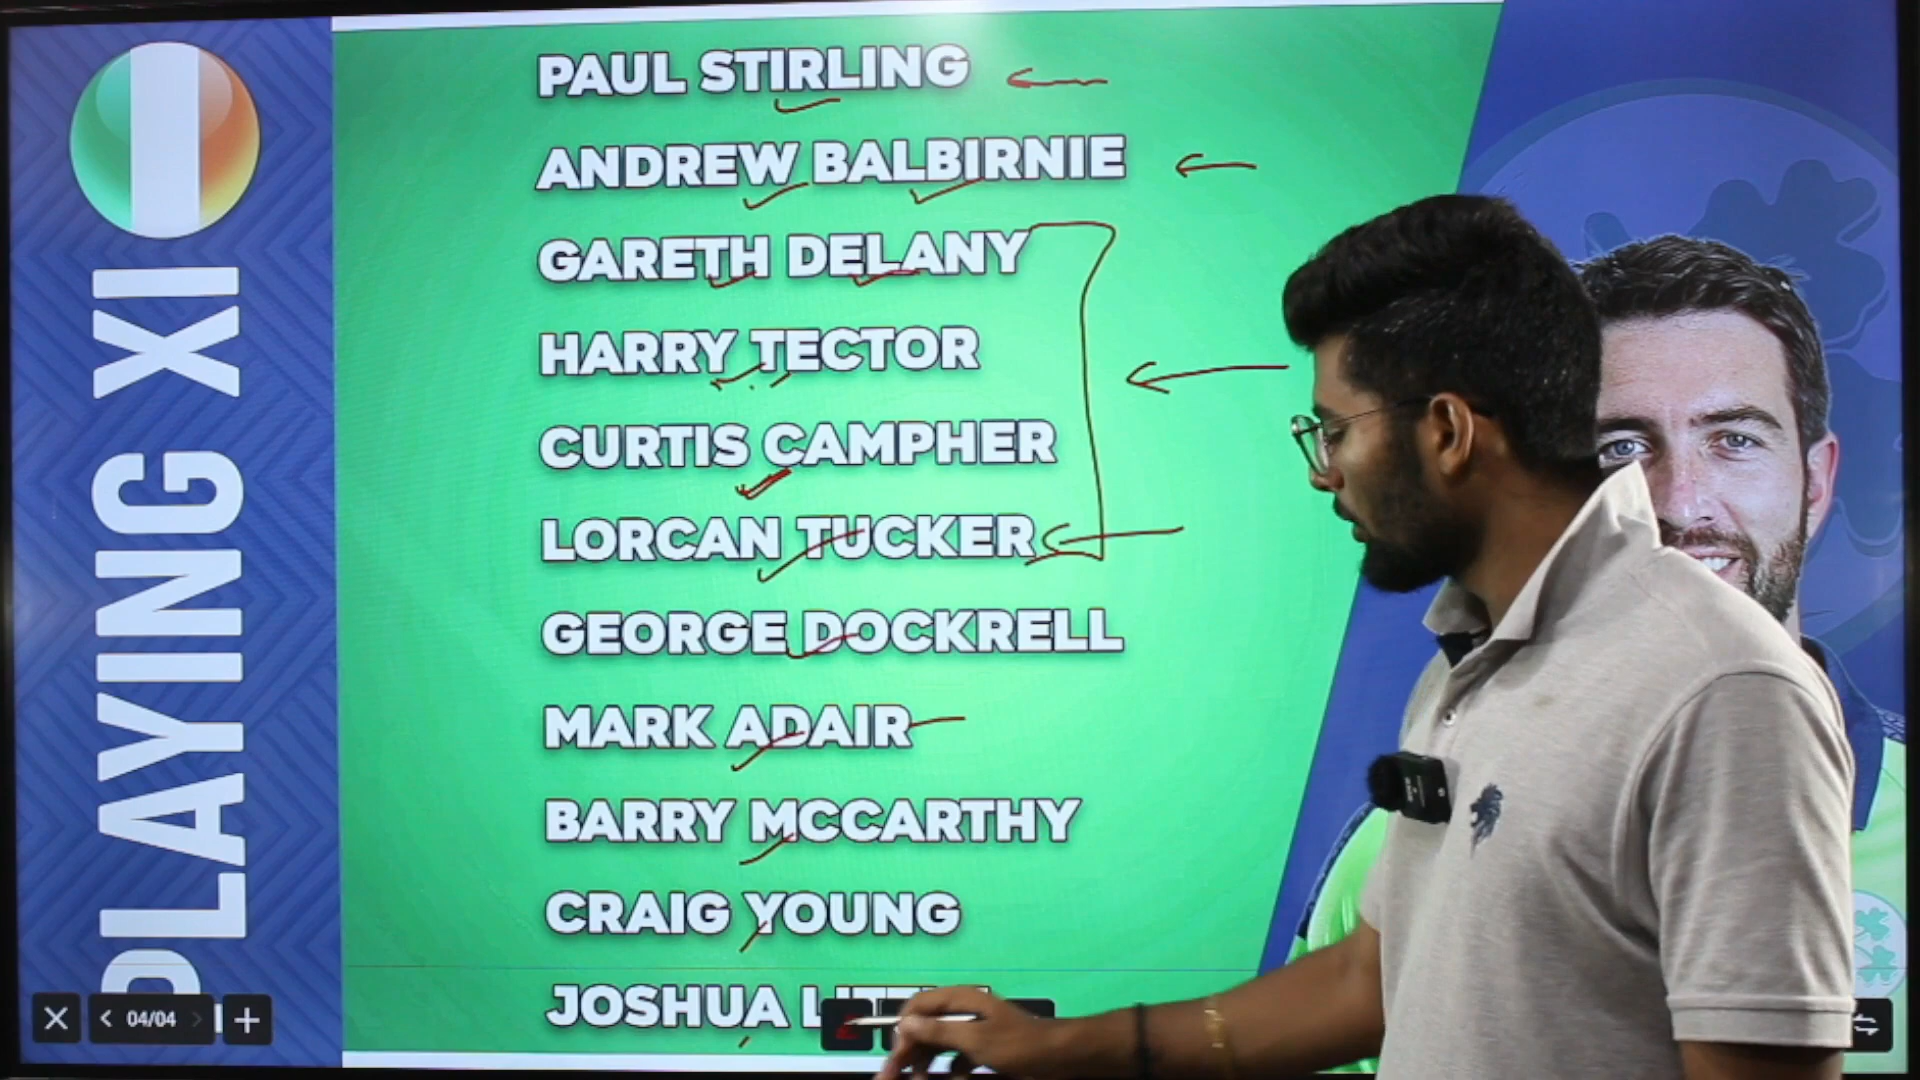 PLAYING XI
PAUL STIRLING
ANDREW BALBIRNIE
GARETH DELANY
HARRY TECTOR
CURTIS CAMPHER
LORCAN TUCKER
GEORGE DOCKRELL
MARK ADAIR
BARRY MCCARTHY
CRAIG YOUNG
JOSHUA
04/04